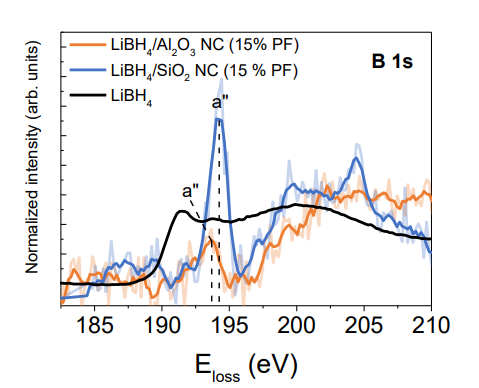 LiBH₄/Al₂O₃ NC (15% PF)
LiBH₄/SiO₂ NC (15 % PF)
LiBH₄
B 1s
a"
a"
Normalized intensity (arb. units)
185 190 195 200 205 210
E_loss (eV)